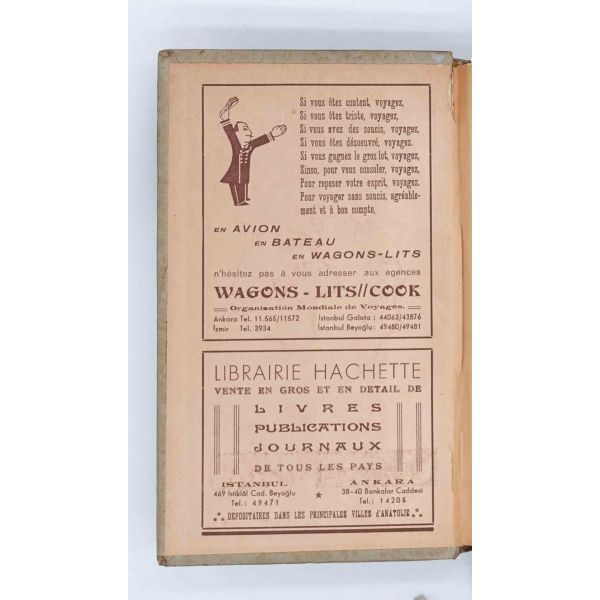 Si vous êtes content, voyagez,
Si vous êtes triste, voyagez,
Si vous avez des soucis, voyagez,
Si vous êtes désoeuvré, voyagez.
Si vous gagnez le gros lot, voyagez,
Sinon, pour vous consoler, voyagez,
Pour reposer votre esprit, voyagez.
Pour voyager sans soucis, agréable-
ment et à bon compte,
EN AVION
EN BATEAU
EN WAGONS-LITS
n'hésitez pas à vous adresser aux agences
WAGONS - LITS//COOK
Organisation Mondiale de Voyages.
Ankara Tel. 11.565/11572 İstanbul Galata : 44063/43876
İzmir Tel. 3934 İstanbul Beyoğlu : 49480/49481
LIBRAIRIE HACHETTE
VENTE EN GROS ET EN DETAIL DE
LIVRES
PUBLICATIONS
JOURNAUX
DE TOUS LES PAYS
ISTANBUL ANKARA
469 İstiklâl Cad. Beyoğlu 38-40 Bankalar Caddesi
Tel. : 49471 Tel. : 14206
DEPOSITAIRES DANS LES PRINCIPALES VILLES d'ANATOLIE